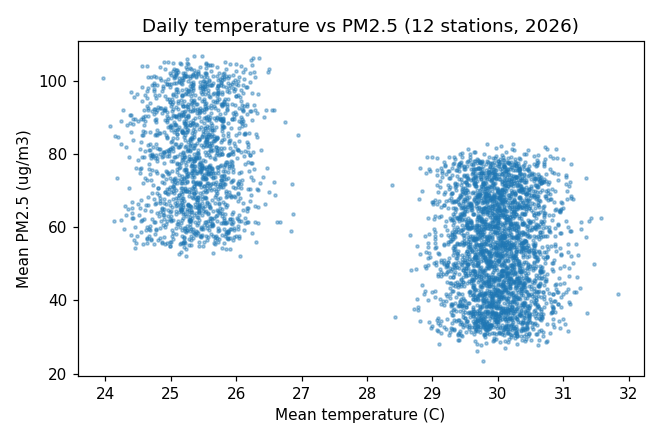 Daily temperature vs PM2.5 (12 stations, 2026)
Mean PM2.5 (ug/m3)
100
80
60
40
20
24 25 26 27 28 29 30 31 32
Mean temperature (C)